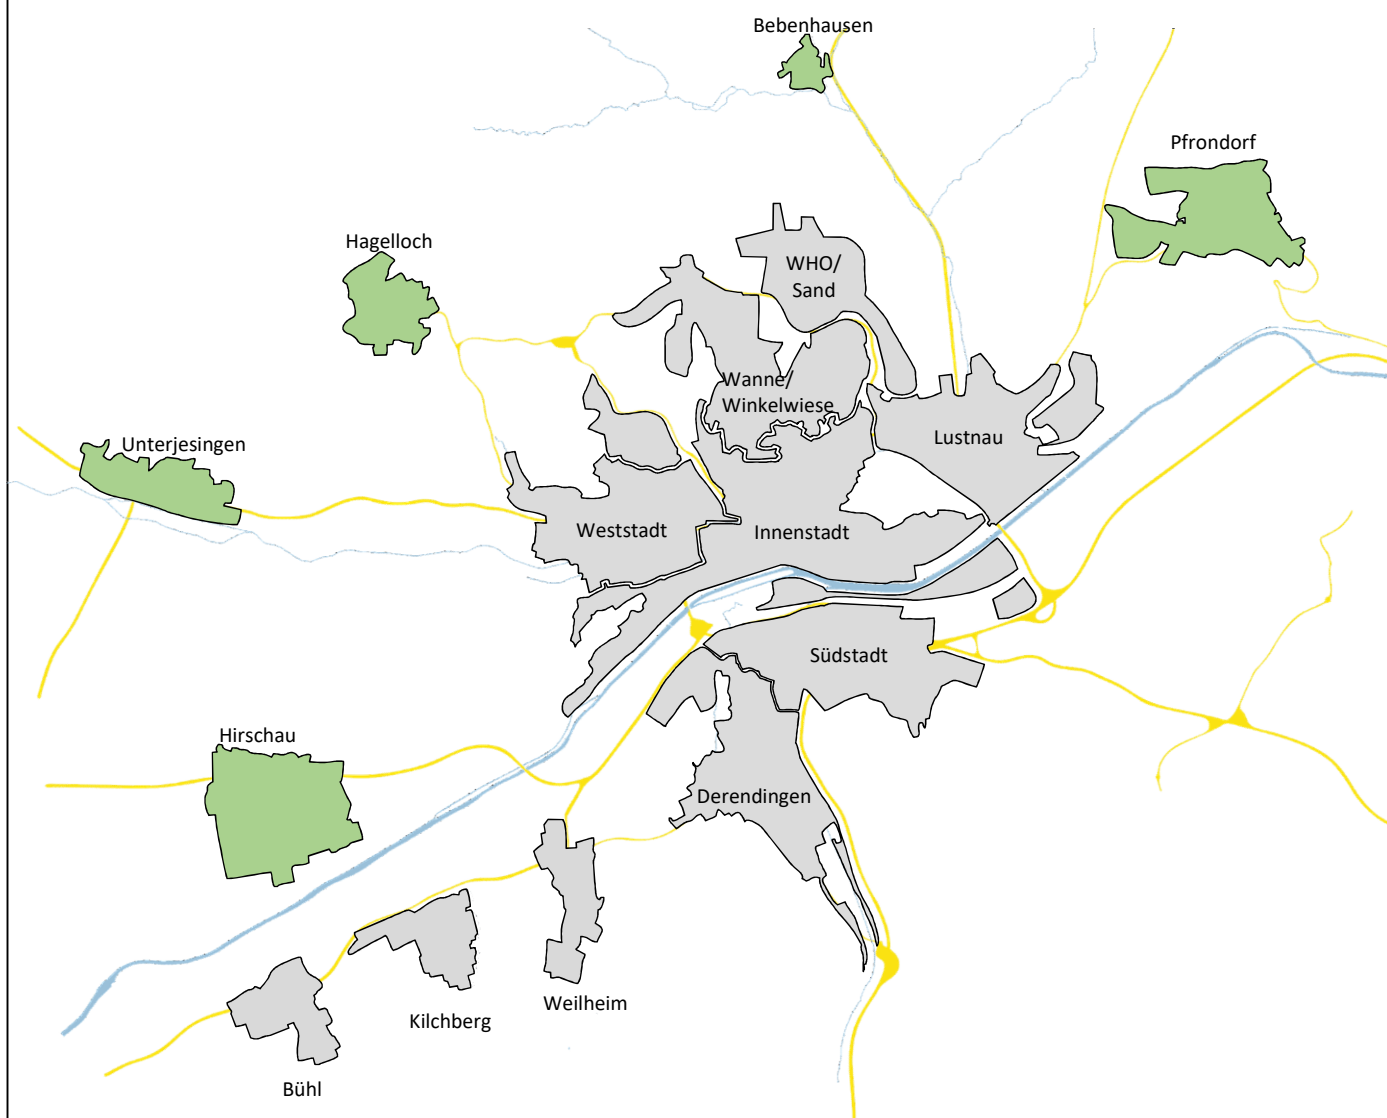 Bebenhausen
Pfrondorf
Hagelloch
WHO/
Sand
Wanne/
Winkelwiese
Unterjesingen
Lustnau
Weststadt
Innenstadt
Südstadt
Hirschau
Derendingen
Weilheim
Kilchberg
Bühl